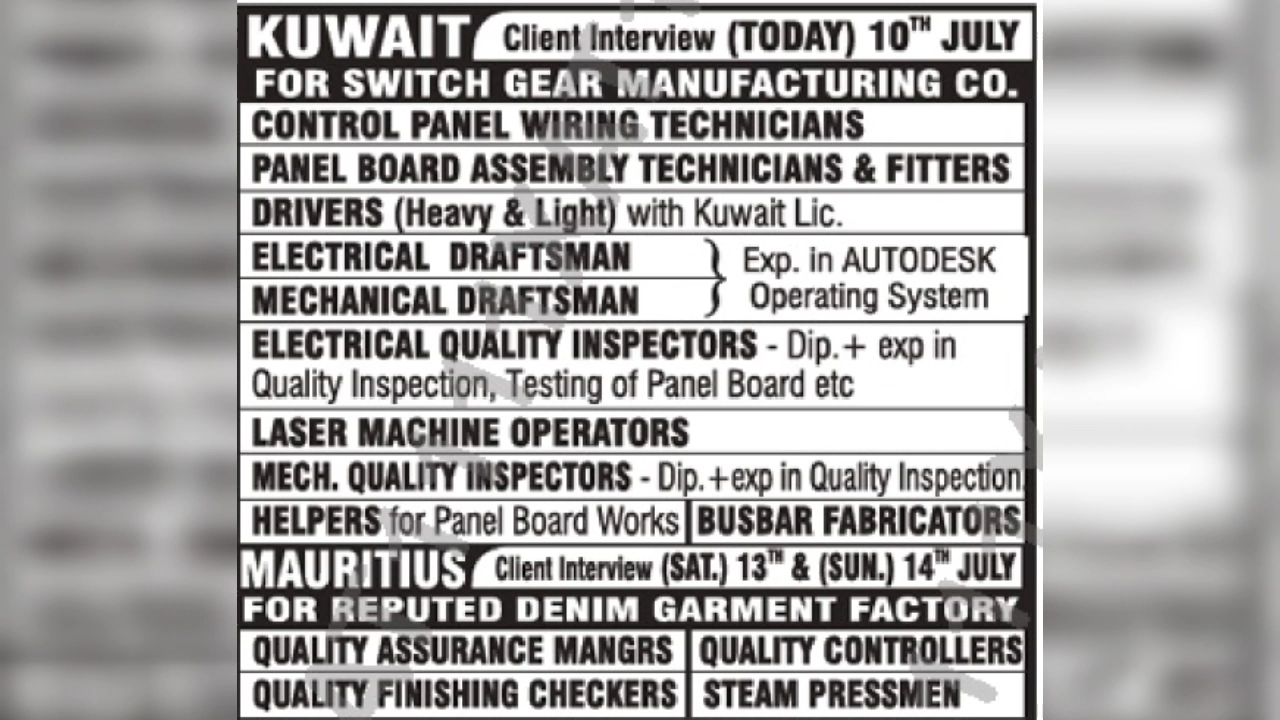 KUWAIT Client Interview (TODAY) 10TH JULY
FOR SWITCH GEAR MANUFACTURING CO.
CONTROL PANEL WIRING TECHNICIANS
PANEL BOARD ASSEMBLY TECHNICIANS & FITTERS
DRIVERS (Heavy & Light) with Kuwait Lic.
ELECTRICAL DRAFTSMAN } Exp. in AUTODESK
MECHANICAL DRAFTSMAN Operating System
ELECTRICAL QUALITY INSPECTORS - Dip.+ exp in
Quality Inspection, Testing of Panel Board etc
LASER MACHINE OPERATORS
MECH. QUALITY INSPECTORS - Dip.+exp in Quality Inspection
HELPERS for Panel Board Works BUSBAR FABRICATORS
MAURITIUS Client Interview (SAT.) 13TH & (SUN.) 14TH JULY
FOR REPUTED DENIM GARMENT FACTORY
QUALITY ASSURANCE MANGRS QUALITY CONTROLLERS
QUALITY FINISHING CHECKERS STEAM PRESSMEN